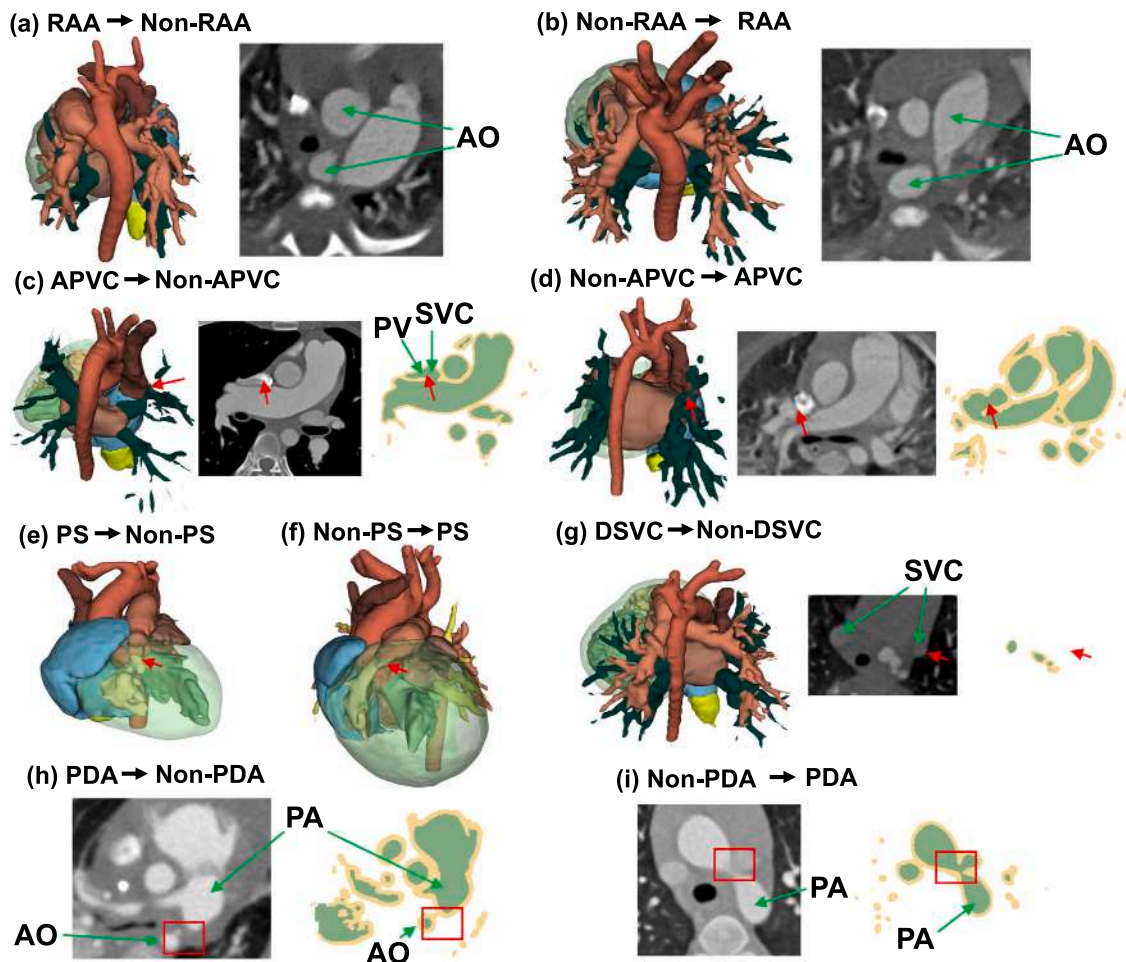 (a) RAA → Non-RAA
(b) Non-RAA → RAA
AO
AO
(c) APVC → Non-APVC
(d) Non-APVC → APVC
SVC
PV
(e) PS → Non-PS
(f) Non-PS → PS
(g) DSVC → Non-DSVC
SVC
(h) PDA → Non-PDA
(i) Non-PDA → PDA
PA
PA
AO
AO
PA